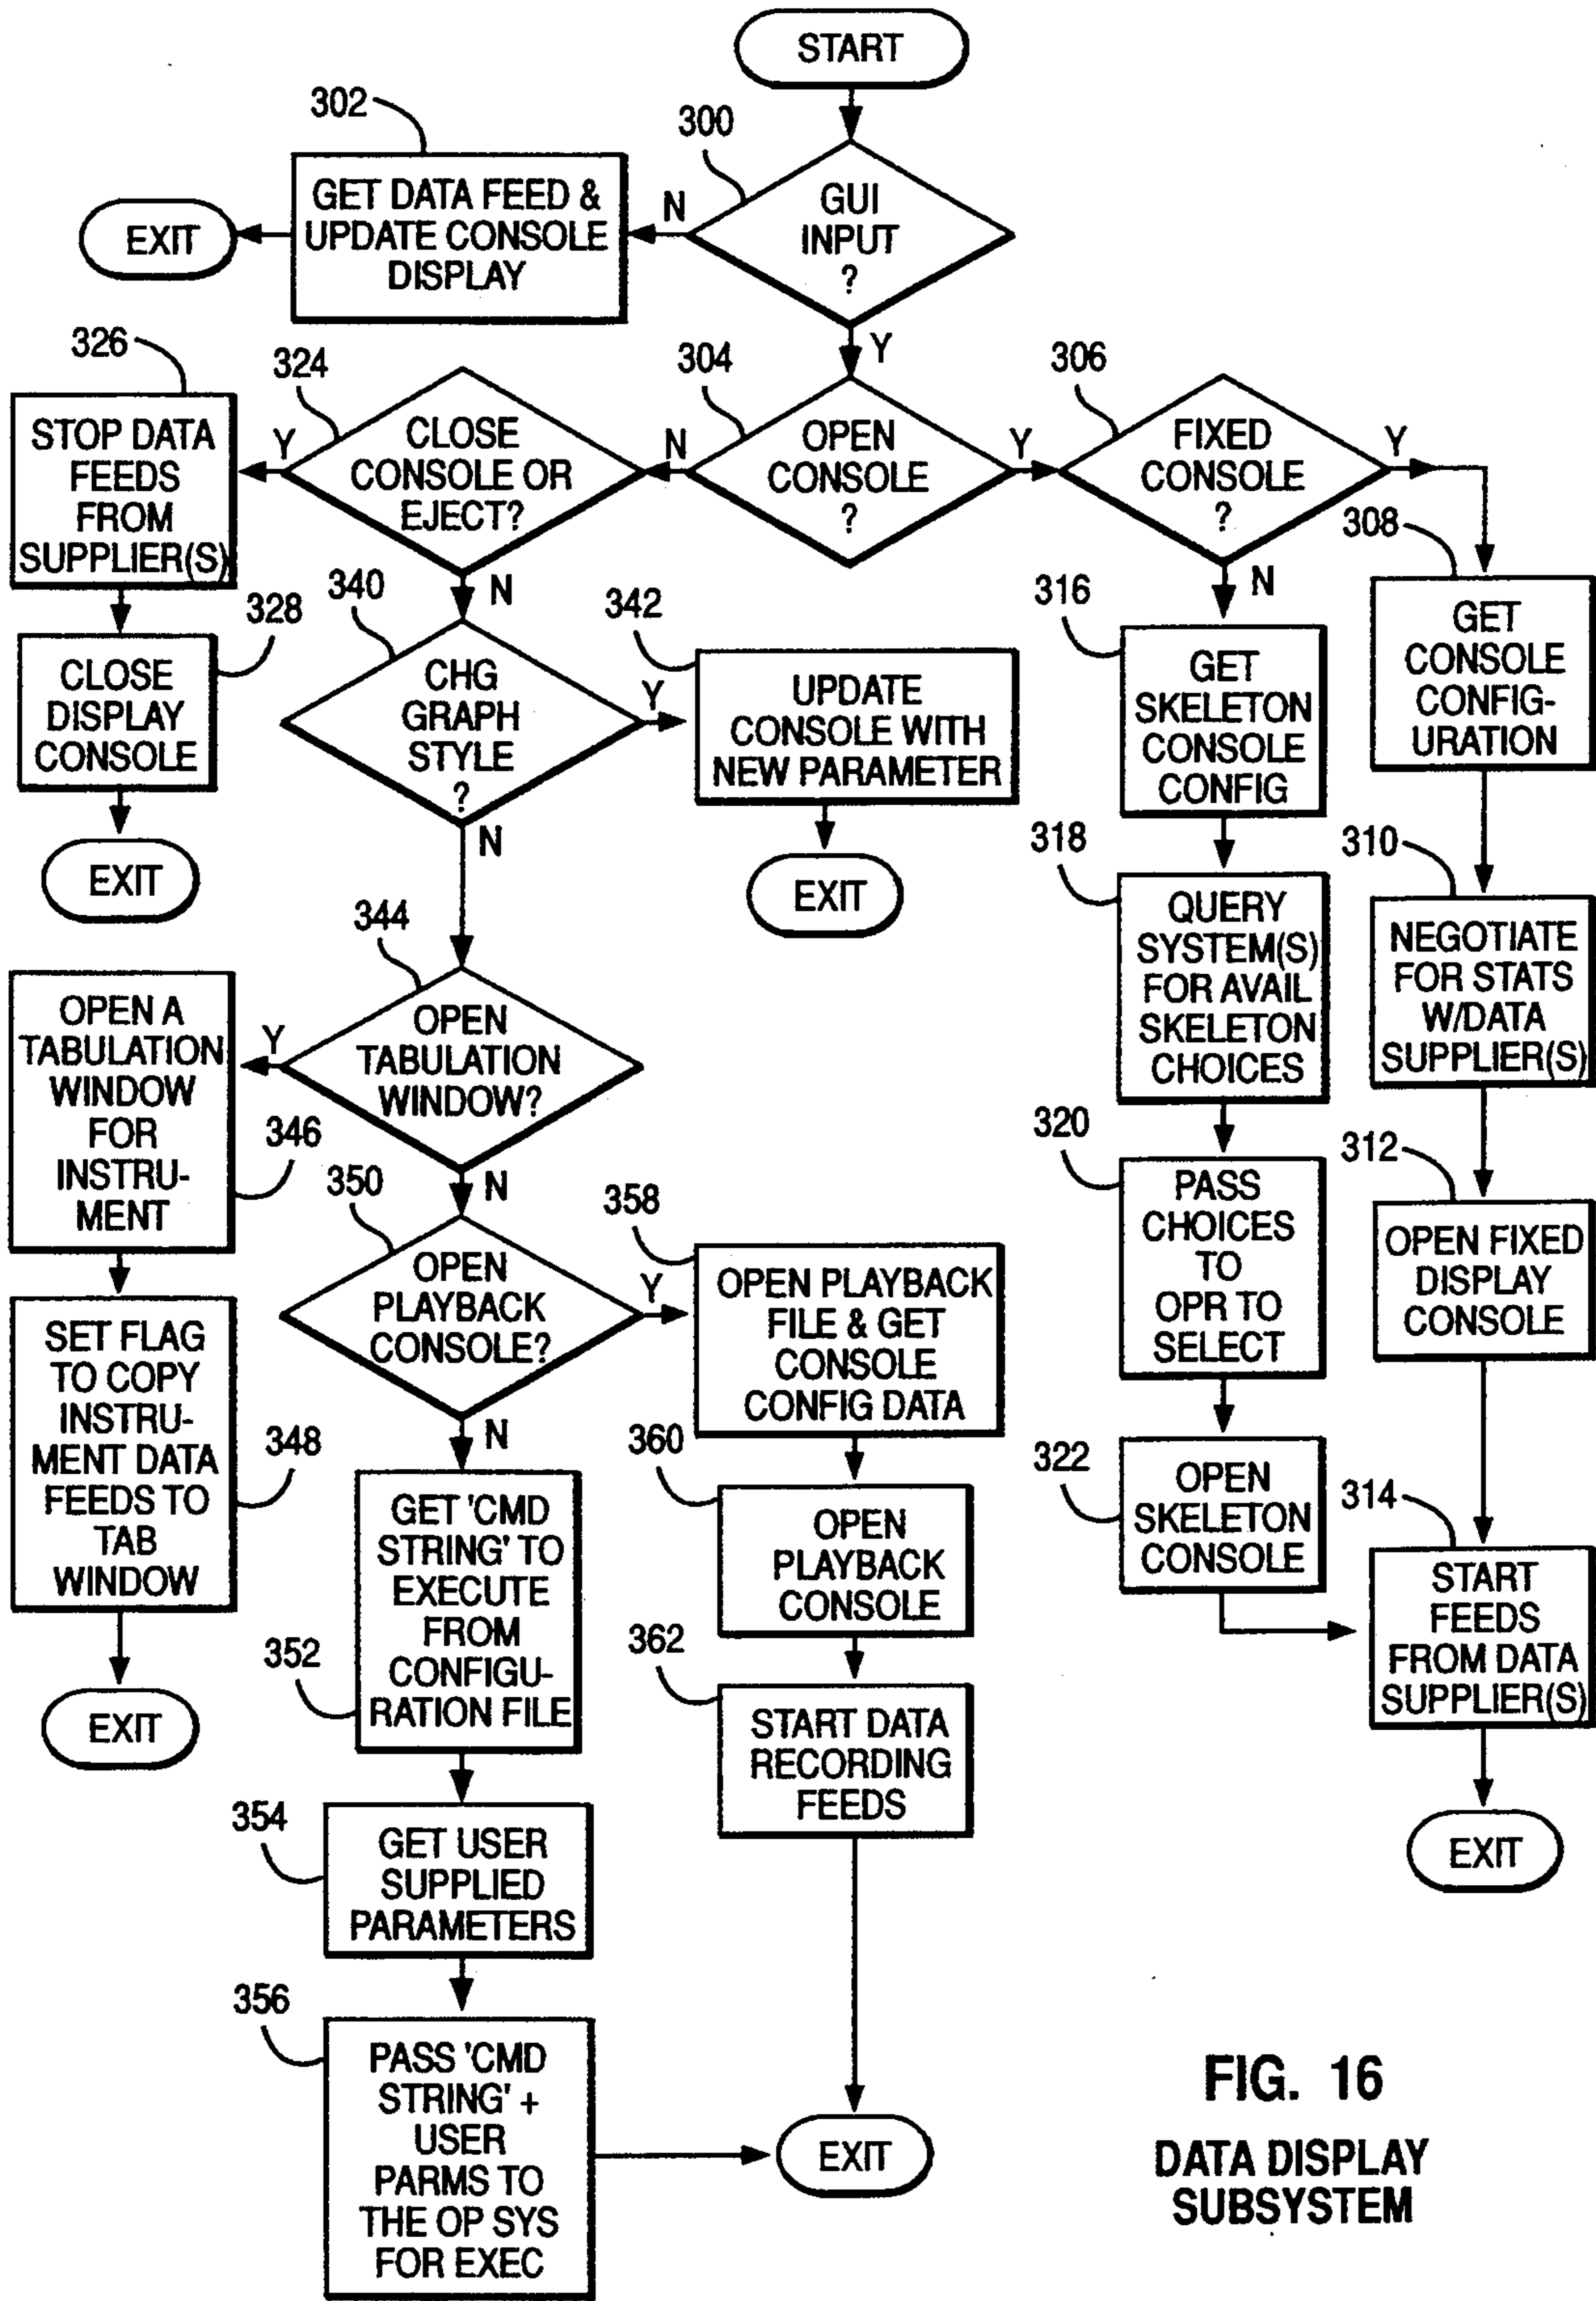 START
302
300
GET DATA FEED &
UPDATE CONSOLE
DISPLAY
N
GUI
INPUT
?
EXIT
Y
326
324
304
306
STOP DATA
FEEDS
FROM
SUPPLIER(S)
Y
CLOSE
CONSOLE OR
EJECT?
N
OPEN
CONSOLE
?
Y
FIXED
CONSOLE
?
Y
308
N
N
328
340
342
316
CLOSE
DISPLAY
CONSOLE
CHG
GRAPH
STYLE
?
Y
UPDATE
CONSOLE WITH
NEW PARAMETER
GET
SKELETON
CONSOLE
CONFIG
GET
CONSOLE
CONFIG-
URATION
EXIT
N
EXIT
318
310
QUERY
SYSTEM(S)
FOR AVAIL
SKELETON
CHOICES
NEGOTIATE
FOR STATS
W/DATA
SUPPLIER(S)
344
OPEN A
TABULATION
WINDOW
FOR
INSTRU-
MENT
Y
OPEN
TABULATION
WINDOW?
346
N
320
312
PASS
CHOICES
TO
OPR TO
SELECT
OPEN FIXED
DISPLAY
CONSOLE
350
358
OPEN
PLAYBACK
CONSOLE?
Y
OPEN PLAYBACK
FILE & GET
CONSOLE
CONFIG DATA
SET FLAG
TO COPY
INSTRU-
MENT DATA
FEEDS TO
TAB
WINDOW
348
N
360
322
314
OPEN
SKELETON
CONSOLE
GET 'CMD
STRING' TO
EXECUTE
FROM
CONFIGU-
RATION FILE
352
OPEN
PLAYBACK
CONSOLE
START
FEEDS
FROM DATA
SUPPLIER(S)
362
EXIT
START DATA
RECORDING
FEEDS
354
GET USER
SUPPLIED
PARAMETERS
EXIT
356
PASS 'CMD
STRING' +
USER
PARMS TO
THE OP SYS
FOR EXEC
EXIT
FIG. 16
DATA DISPLAY
SUBSYSTEM